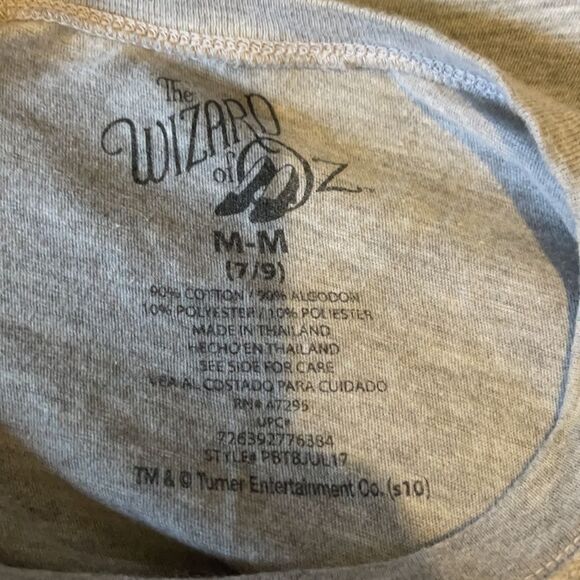 The
WIZARD
of OZ™
M-M
(7/9)
90% COTTON / 90% ALGODON
10% POLYESTER / 10% POLIESTER
MADE IN THAILAND
HECHO EN THAILAND
SEE SIDE FOR CARE
VEA AL COSTADO PARA CUIDADO
RN# 47295
UPC#
726392776384
STYLE# PBTBJUL17
TM & © Turner Entertainment Co. (s10)